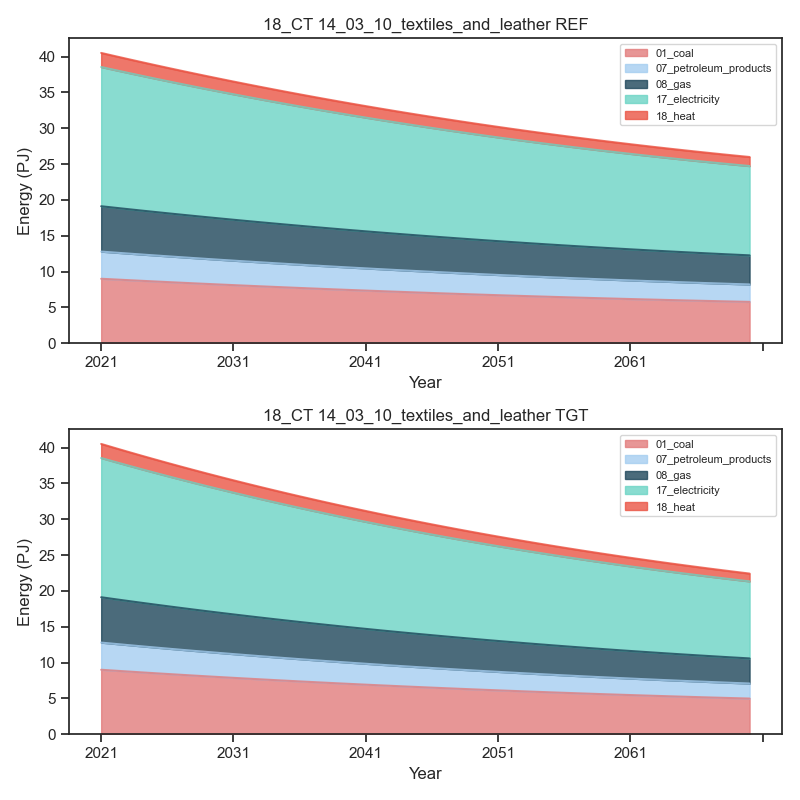 18_CT 14_03_10_textiles_and_leather REF
40
35
30
25
20
15
10
5
0
Energy (PJ)
01_coal
07_petroleum_products
08_gas
17_electricity
18_heat
2021
2031
2041
2051
2061
Year
18_CT 14_03_10_textiles_and_leather TGT
40
35
30
25
20
15
10
5
0
Energy (PJ)
01_coal
07_petroleum_products
08_gas
17_electricity
18_heat
2021
2031
2041
2051
2061
Year